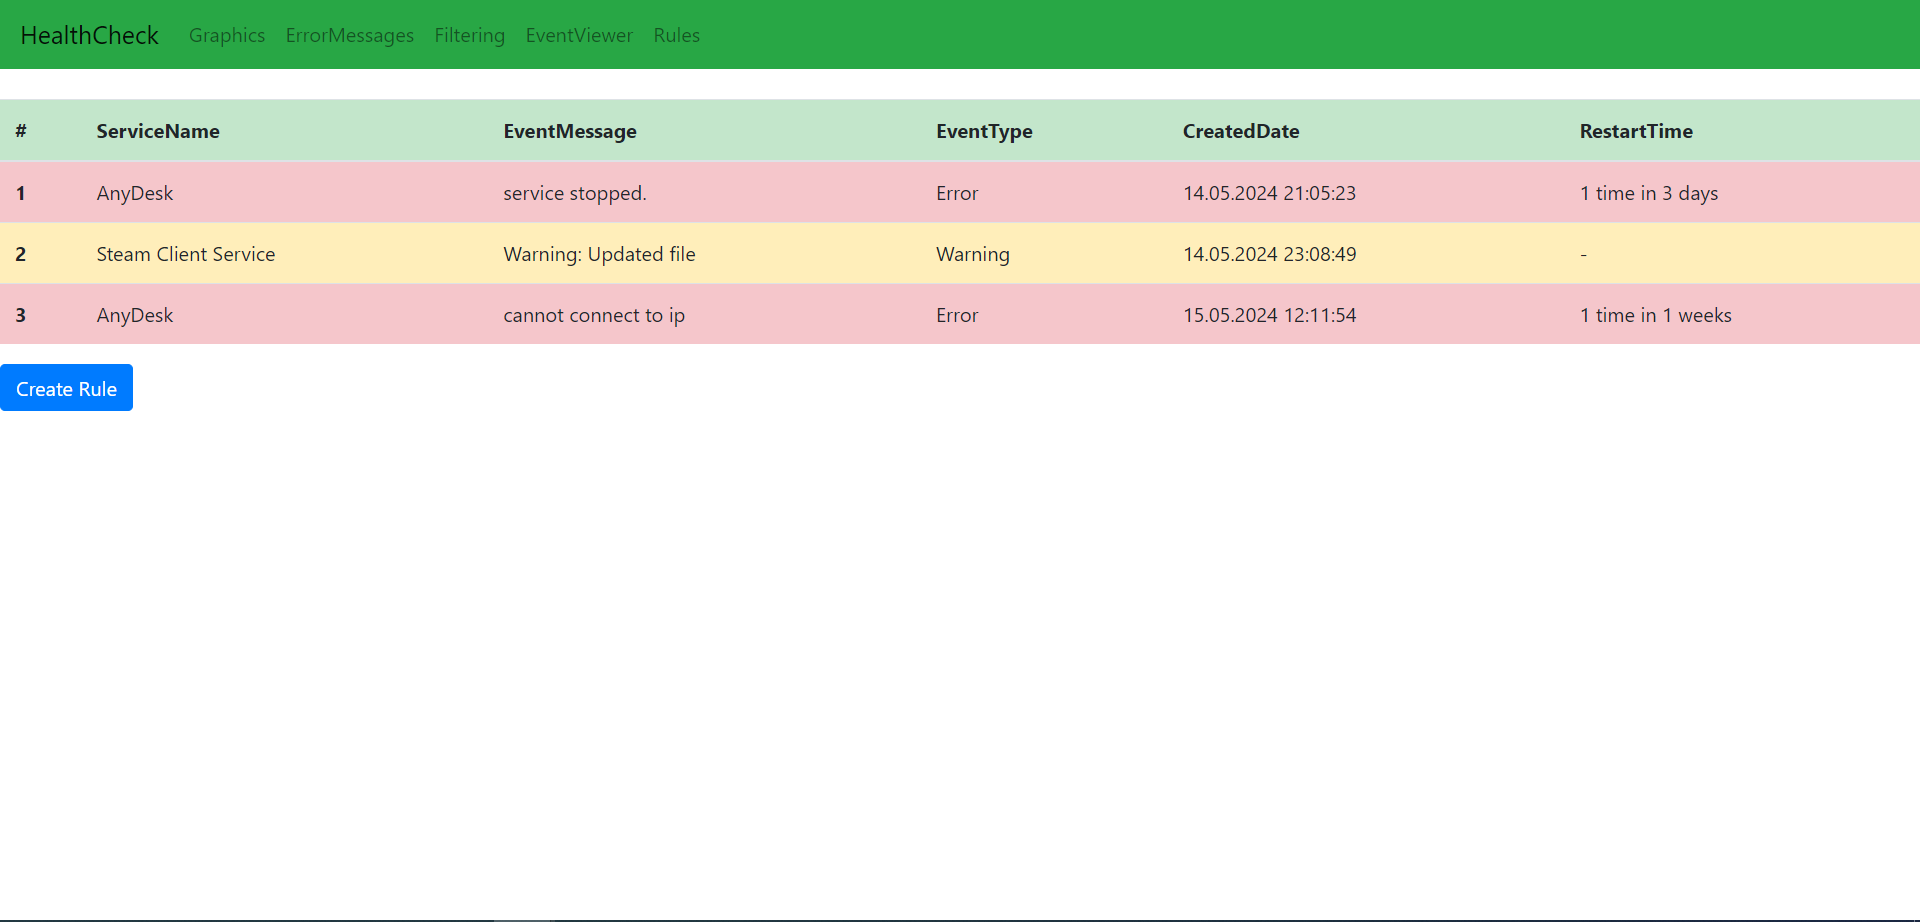 HealthCheck Graphics ErrorMessages Filtering EventViewer Rules
# ServiceName EventMessage EventType CreatedDate RestartTime
1 AnyDesk service stopped. Error 14.05.2024 21:05:23 1 time in 3 days
2 Steam Client Service Warning: Updated file Warning 14.05.2024 23:08:49 -
3 AnyDesk cannot connect to ip Error 15.05.2024 12:11:54 1 time in 1 weeks
Create Rule